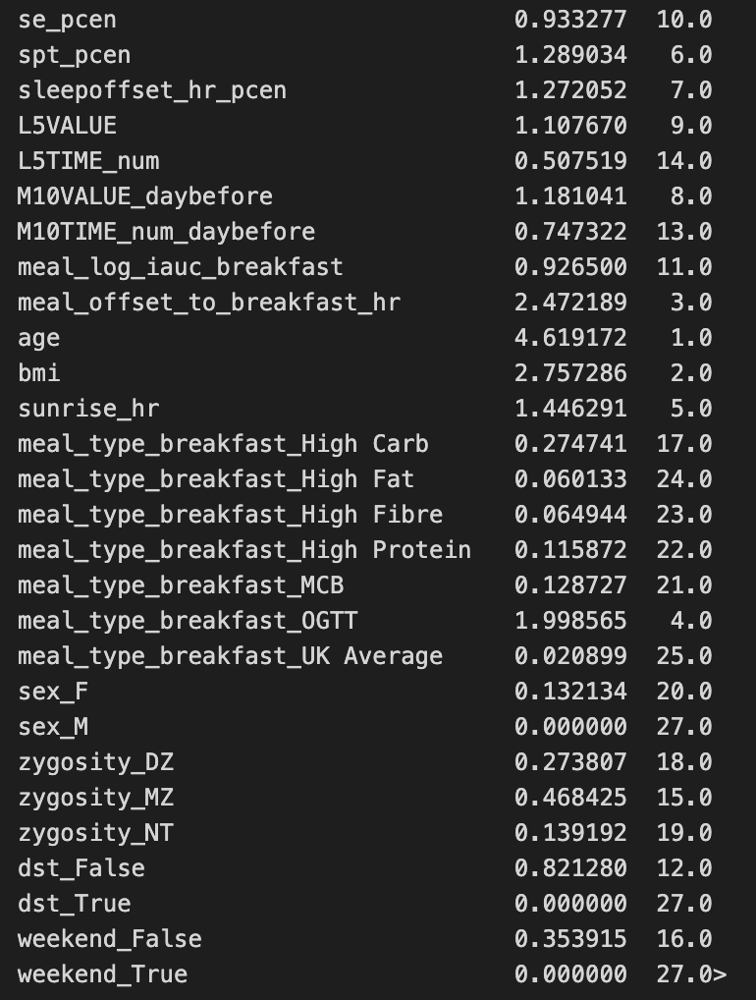 se_pcen 0.933277 10.0
spt_pcen 1.289034 6.0
sleepoffset_hr_pcen 1.272052 7.0
L5VALUE 1.107670 9.0
L5TIME_num 0.507519 14.0
M10VALUE_daybefore 1.181041 8.0
M10TIME_num_daybefore 0.747322 13.0
meal_log_iauc_breakfast 0.926500 11.0
meal_offset_to_breakfast_hr 2.472189 3.0
age 4.619172 1.0
bmi 2.757286 2.0
sunrise_hr 1.446291 5.0
meal_type_breakfast_High Carb 0.274741 17.0
meal_type_breakfast_High Fat 0.060133 24.0
meal_type_breakfast_High Fibre 0.064944 23.0
meal_type_breakfast_High Protein 0.115872 22.0
meal_type_breakfast_MCB 0.128727 21.0
meal_type_breakfast_OGTT 1.998565 4.0
meal_type_breakfast_UK Average 0.020899 25.0
sex_F 0.132134 20.0
sex_M 0.000000 27.0
zygosity_DZ 0.273807 18.0
zygosity_MZ 0.468425 15.0
zygosity_NT 0.139192 19.0
dst_False 0.821280 12.0
dst_True 0.000000 27.0
weekend_False 0.353915 16.0
weekend_True 0.000000 27.0>